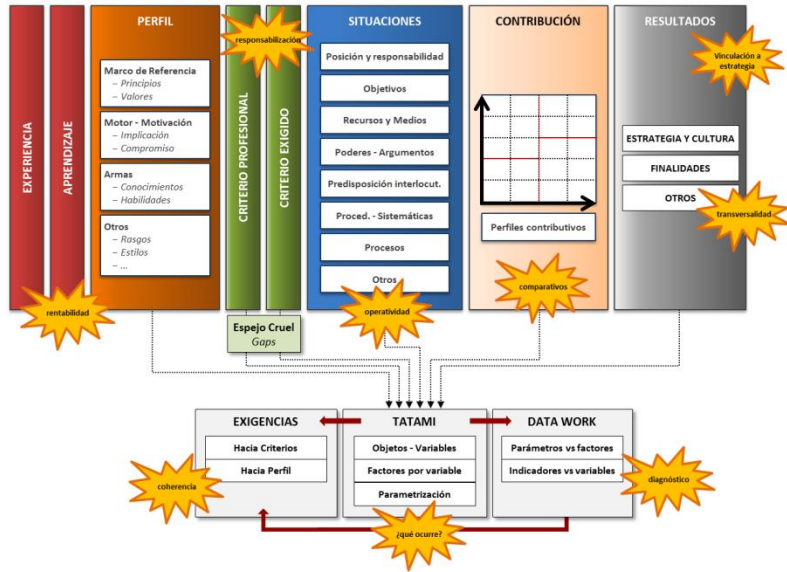 EXPERIENCIA
APRENDIZAJE
PERFIL
Marco de Referencia
– Principios
– Valores
Motor - Motivación
– Implicación
– Compromiso
Armas
– Conocimientos
– Habilidades
Otros
– Rasgos
– Estilos
– ...
rentabilidad
CRITERIO PROFESIONAL
CRITERIO EXIGIDO
responsabilización
Espejo Cruel
Gaps
SITUACIONES
Posición y responsabilidad
Objetivos
Recursos y Medios
Poderes - Argumentos
Predisposición interlocut.
Proced. - Sistemáticas
Procesos
Otros
operatividad
CONTRIBUCIÓN
Perfiles contributivos
comparativos
RESULTADOS
Vinculación a
estrategia
ESTRATEGIA Y CULTURA
FINALIDADES
OTROS
transversalidad
EXIGENCIAS
Hacia Criterios
Hacia Perfil
coherencia
TATAMI
Objetos - Variables
Factores por variable
Parametrización
¿qué ocurre?
DATA WORK
Parámetros vs factores
Indicadores vs variables
diagnóstico